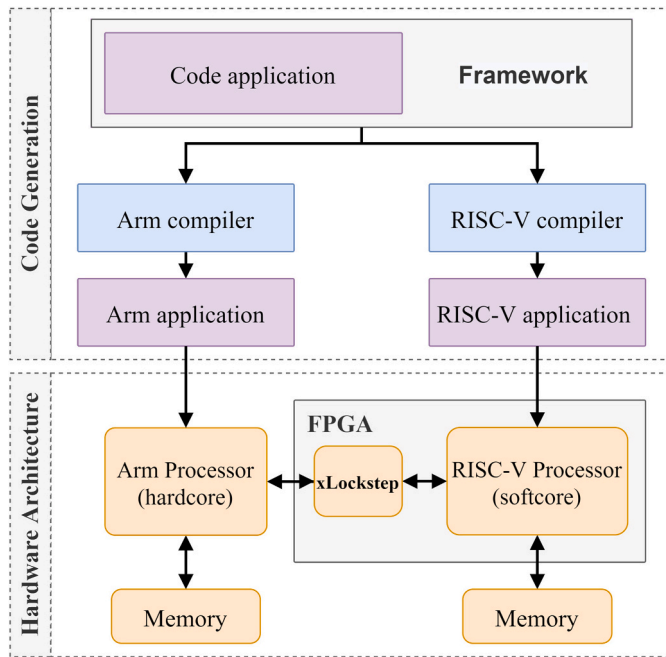 Code Generation
Code application
Framework
Arm compiler
RISC-V compiler
Arm application
RISC-V application
Hardware Architecture
FPGA
Arm Processor
(hardcore)
xLockstep
RISC-V Processor
(softcore)
Memory
Memory